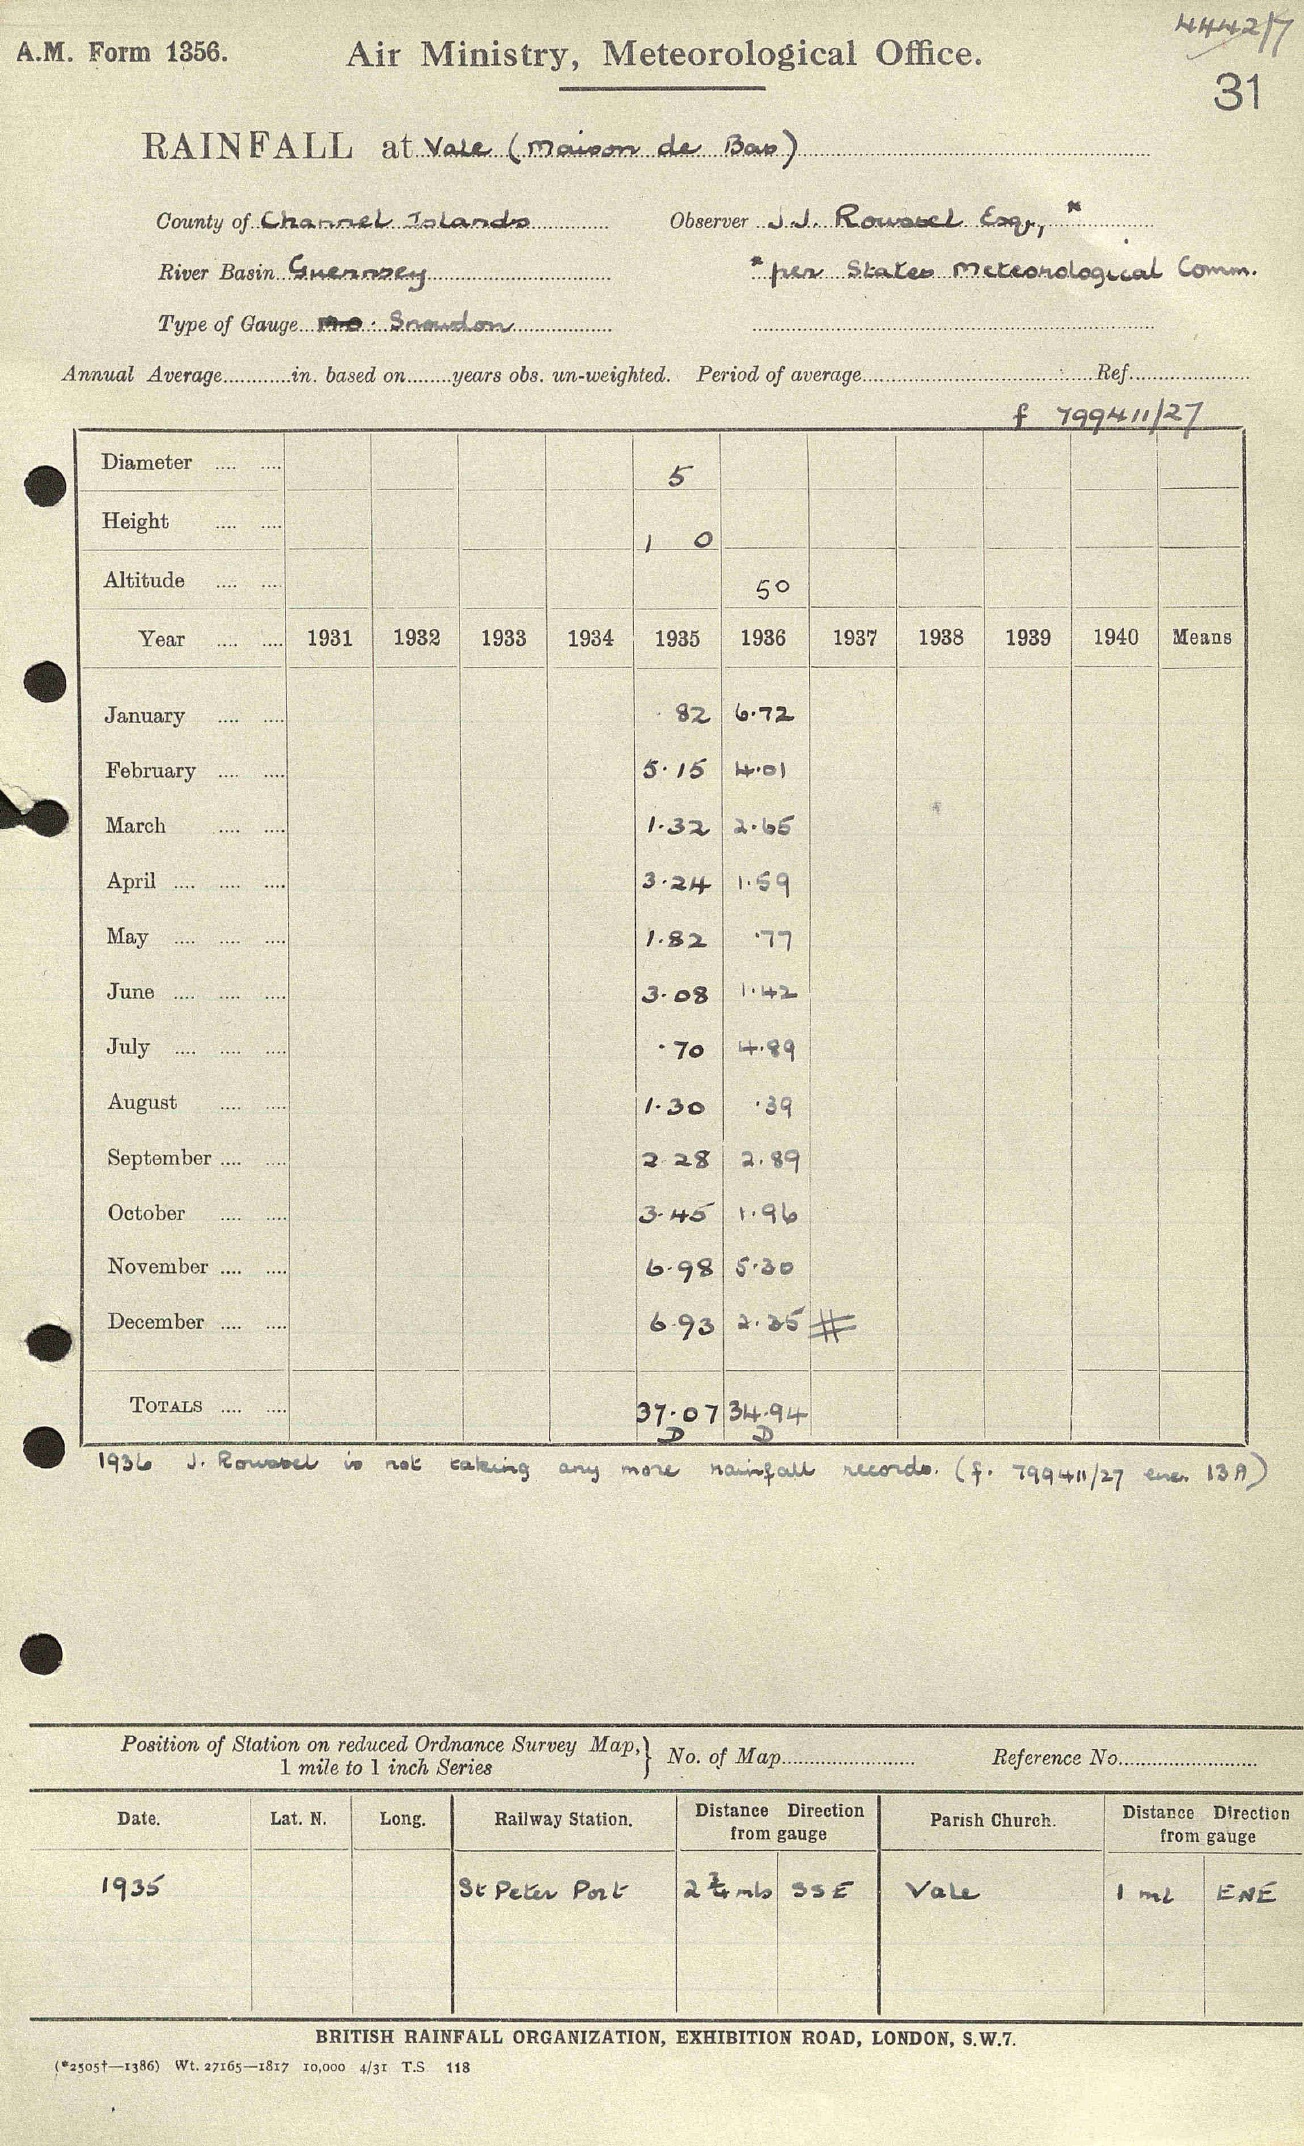 4442/7
A.M. Form 1356. Air Ministry, Meteorological Office.
31
RAINFALL at Vale (Maison de Bas)
County of Channel Islands Observer J.J. Roussel Esqr, *
River Basin Guernsey * per States Meteorological Comm.
Type of Gauge Snowdon
Annual Average............in. based on........years obs. un-weighted. Period of average........................Ref....................
f 799411/27
Diameter .... .... 5
Height .... .... 1 0
Altitude .... .... 50
Year .... .... 1931 1932 1933 1934 1935 1936 1937 1938 1939 1940 Means
January .... .... ·82 6·72
February .... .... 5·15 4·01
March .... .... 1·32 2·65
April .... .... .... 3·24 1·59
May .... .... .... 1·82 ·77
June .... .... .... 3·08 1·42
July .... .... .... ·70 4·89
August .... .... 1·30 ·39
September .... .... 2·28 2·89
October .... .... 3·45 1·96
November .... .... 6·98 5·30
December .... .... 6·93 2·35 #
TOTALS .... .... 37·07 34·94
D D
1936 J. Roussel is not taking any more rainfall records. (f. 799411/27 enc. 13A)
Position of Station on reduced Ordnance Survey Map, } No. of Map........................ Reference No.........................
1 mile to 1 inch Series
Date. Lat. N. Long. Railway Station. Distance Direction from gauge Parish Church. Distance Direction from gauge
1935 St Peter Port 2 3/4 mls SSE Vale 1 ml ENE
BRITISH RAINFALL ORGANIZATION, EXHIBITION ROAD, LONDON, S.W.7.
(*2505†—1386) Wt. 27165—1817 10,000 4/31 T.S 118